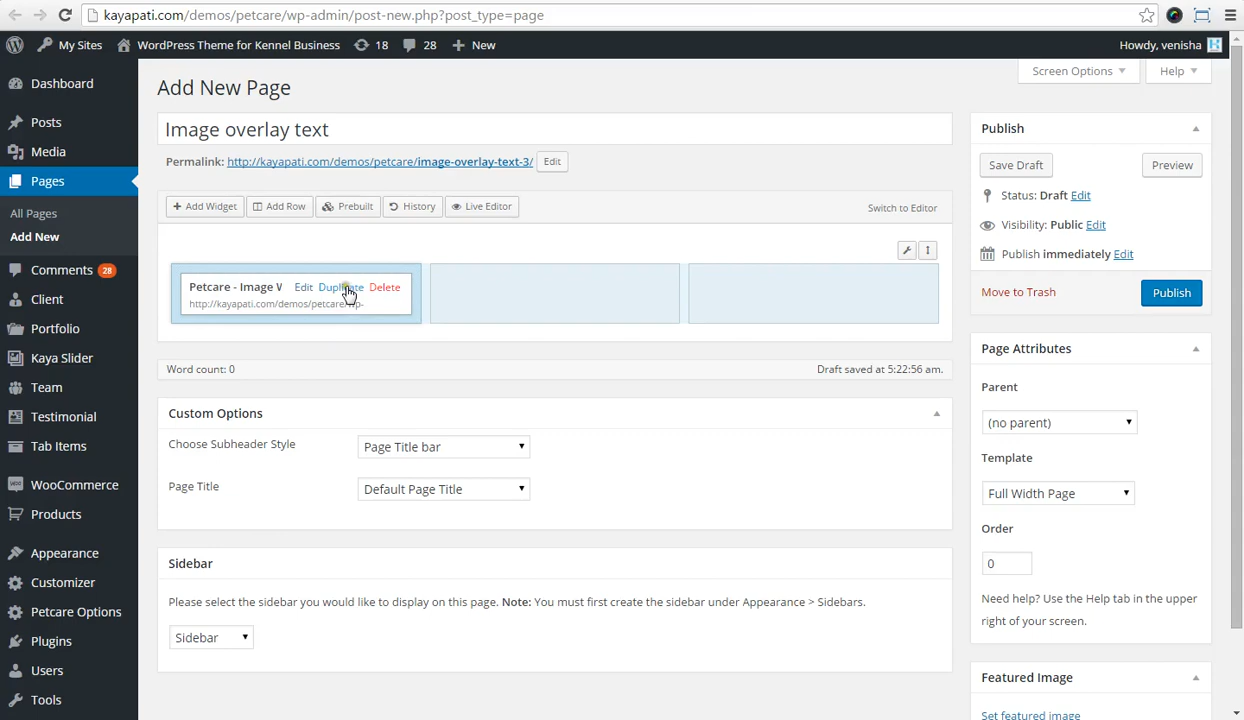 kayapati.com/demos/petcare/wp-admin/post-new.php?post_type=page
My Sites WordPress Theme for Kennel Business 18 28 New Howdy, venisha
Screen Options Help
Dashboard
Posts
Media
Pages
All Pages
Add New
Comments 28
Client
Portfolio
Kaya Slider
Team
Testimonial
Tab Items
WooCommerce
Products
Appearance
Customizer
Petcare Options
Plugins
Users
Tools
Add New Page
Image overlay text
Permalink: http://kayapati.com/demos/petcare/image-overlay-text-3/ Edit
Add Widget Add Row Prebuilt History Live Editor Switch to Editor
Petcare - Image W Edit Duplicate Delete
http://kayapati.com/demos/petcare/wp-
Word count: 0 Draft saved at 5:22:56 am.
Custom Options
Choose Subheader Style Page Title bar
Page Title Default Page Title
Sidebar
Please select the sidebar you would like to display on this page. Note: You must first create the sidebar under Appearance > Sidebars.
Sidebar
Publish
Save Draft Preview
Status: Draft Edit
Visibility: Public Edit
Publish immediately Edit
Move to Trash Publish
Page Attributes
Parent
(no parent)
Template
Full Width Page
Order
0
Need help? Use the Help tab in the upper
right of your screen.
Featured Image
Set featured image